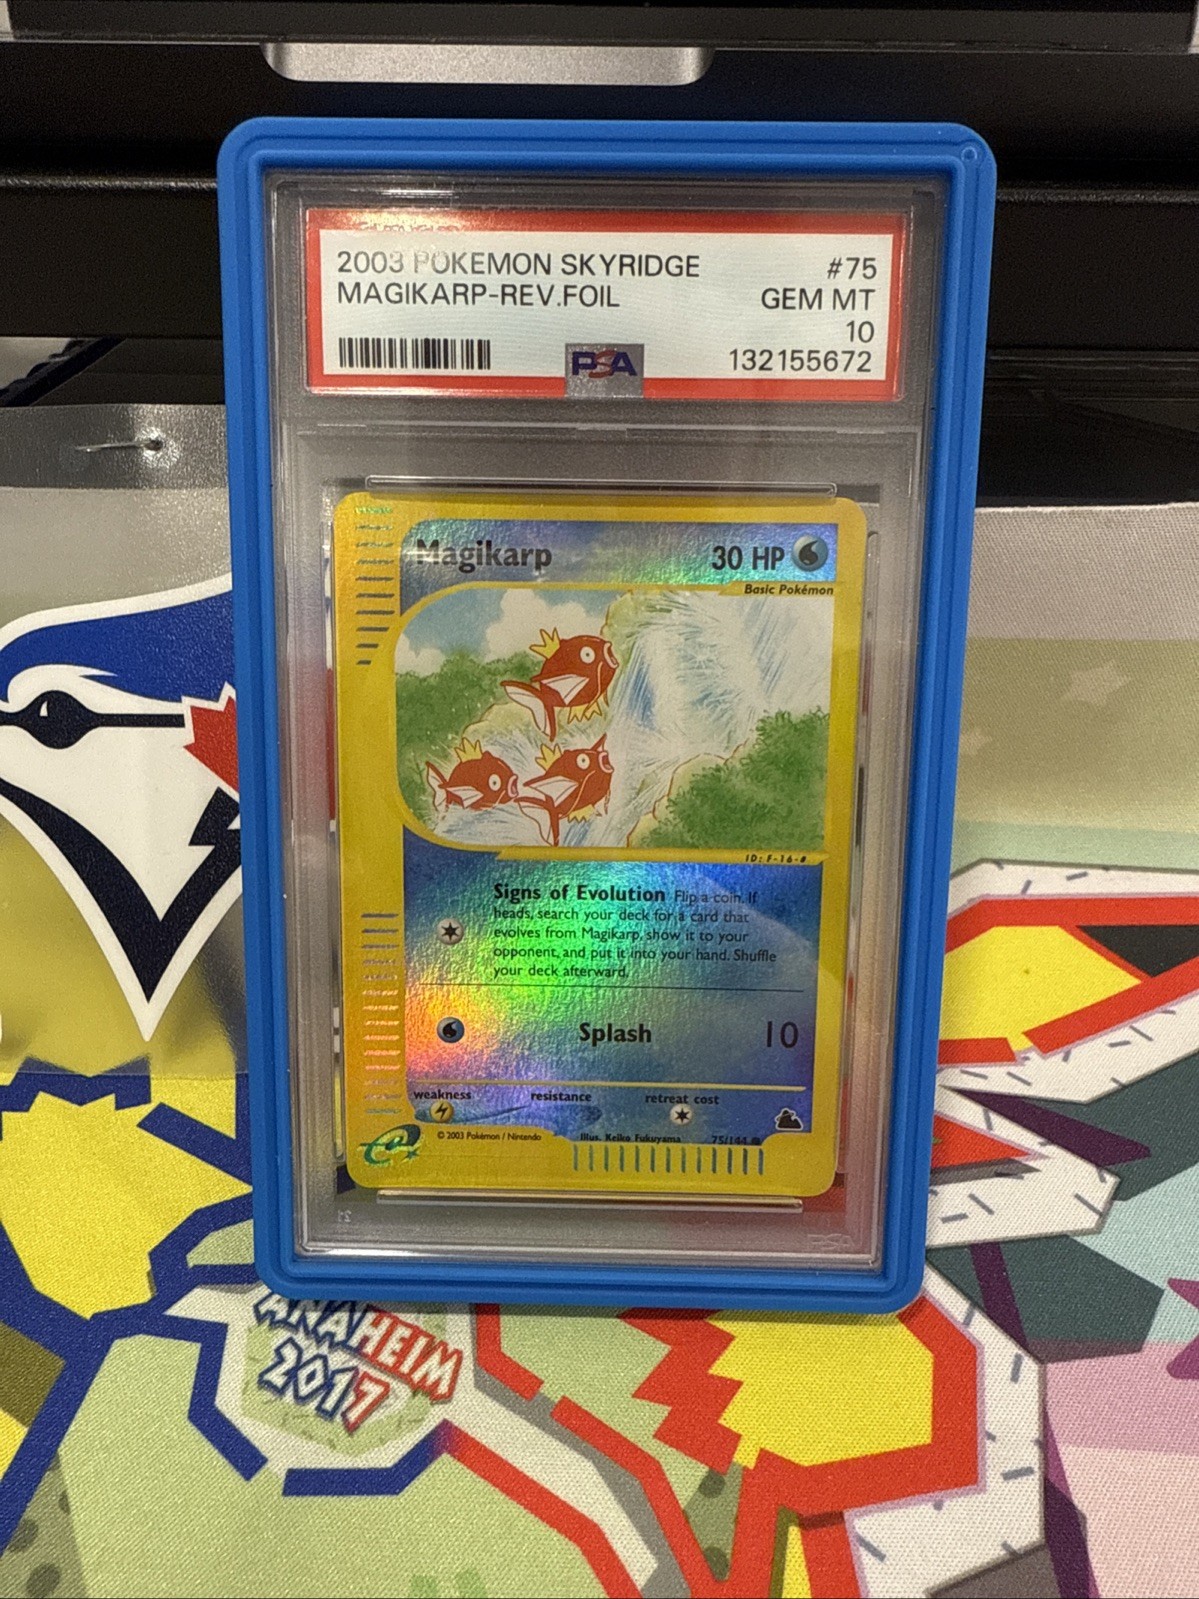 2003 POKEMON SKYRIDGE #75
MAGIKARP-REV.FOIL GEM MT
10
PSA 132155672
Magikarp 30 HP
Basic Pokémon
ID: F-16-#
Signs of Evolution Flip a coin. If
heads, search your deck for a card that
evolves from Magikarp, show it to your
opponent, and put it into your hand. Shuffle
your deck afterward.
Splash 10
weakness resistance retreat cost
© 2003 Pokémon / Nintendo Illus. Keiko Fukuyama 75/144
e
PSA
ANAHEIM
2017